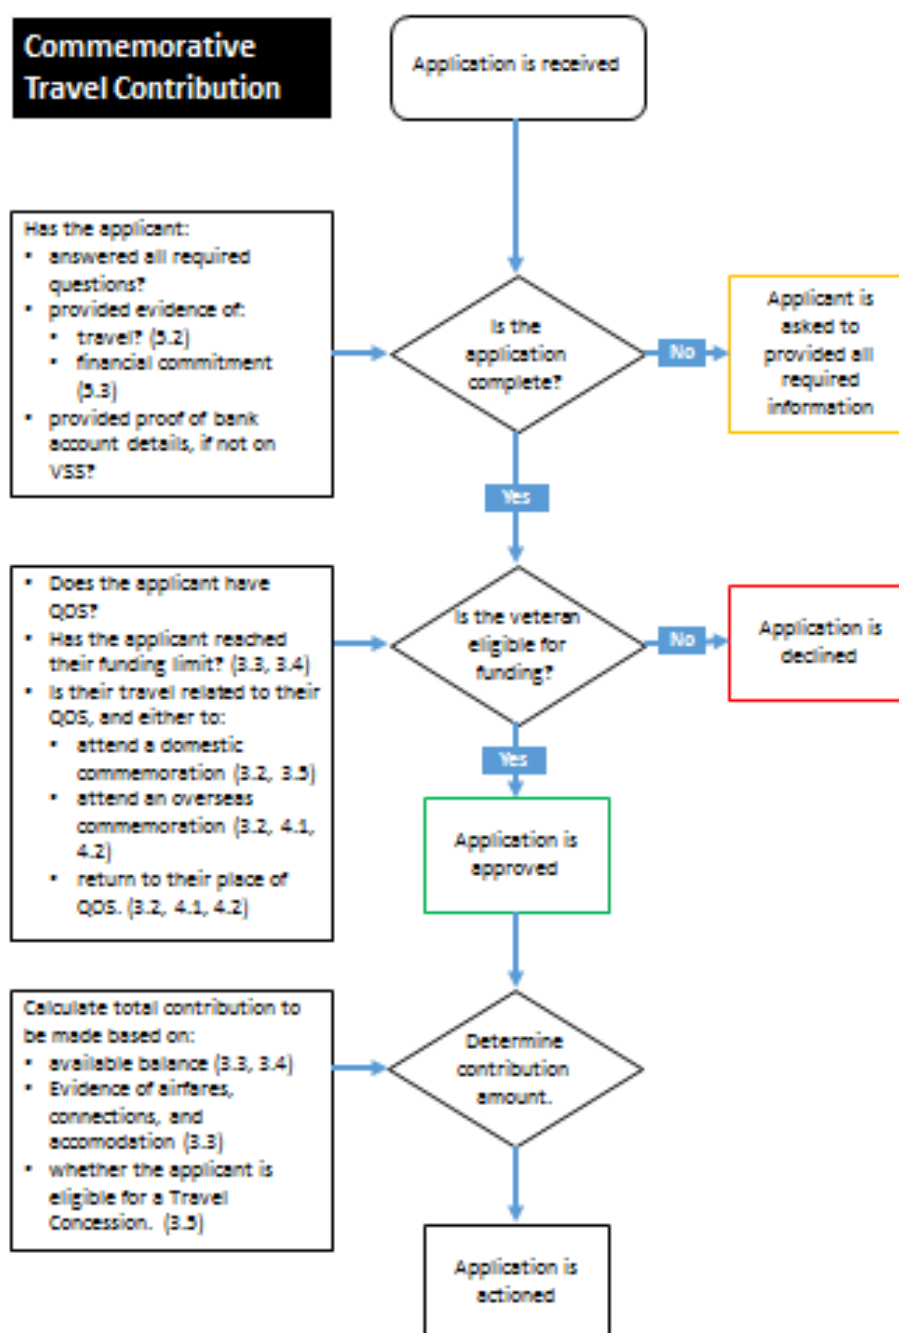 Commemorative
Travel Contribution
Application is received
Has the applicant:
• answered all required
questions?
• provided evidence of:
• travel? (5.2)
• financial commitment
(5.3)
• provided proof of bank
account details, if not on
VSS?
Is the
application
complete?
No
Applicant is
asked to
provided all
required
information
Yes
• Does the applicant have
QOS?
• Has the applicant reached
their funding limit? (3.3, 3.4)
• Is their travel related to their
QOS, and either to:
• attend a domestic
commemoration (3.2, 3.5)
• attend an overseas
commemoration (3.2, 4.1,
4.2)
• return to their place of
QOS. (3.2, 4.1, 4.2)
Is the veteran
eligible for
funding?
No
Application is
declined
Yes
Application is
approved
Calculate total contribution to
be made based on:
• available balance (3.3, 3.4)
• Evidence of airfares,
connections, and
accomodation (3.3)
• whether the applicant is
eligible for a Travel
Concession. (3.5)
Determine
contribution
amount.
Application is
actioned